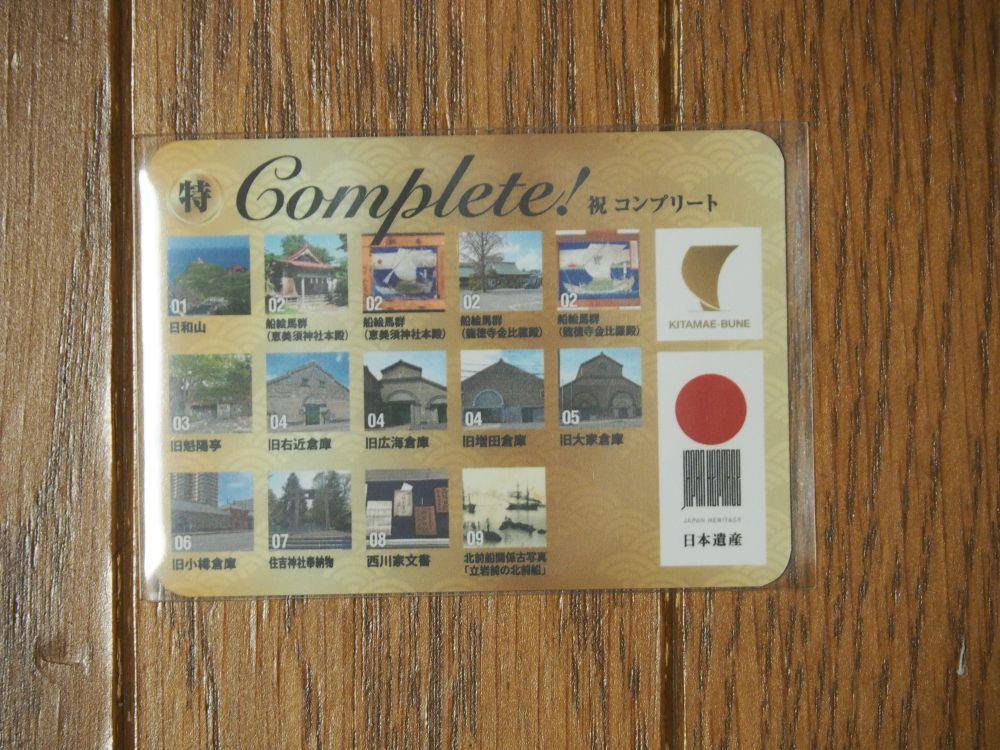 特 Complete! 祝 コンプリート
01
日和山
02
船絵馬群
(恵美須神社本殿)
02
船絵馬群
(恵美須神社本殿)
02
船絵馬群
(龍徳寺金比羅殿)
02
船絵馬群
(龍徳寺金比羅殿)
KITAMAE-BUNE
03
旧魁陽亭
04
旧右近倉庫
04
旧広海倉庫
04
旧増田倉庫
05
旧大家倉庫
06
旧小樽倉庫
07
住吉神社奉納物
08
西川家文書
09
北前船関係古写真
「立岩前の北前船」
JAPAN HERITAGE
JAPAN HERITAGE
日本遺産